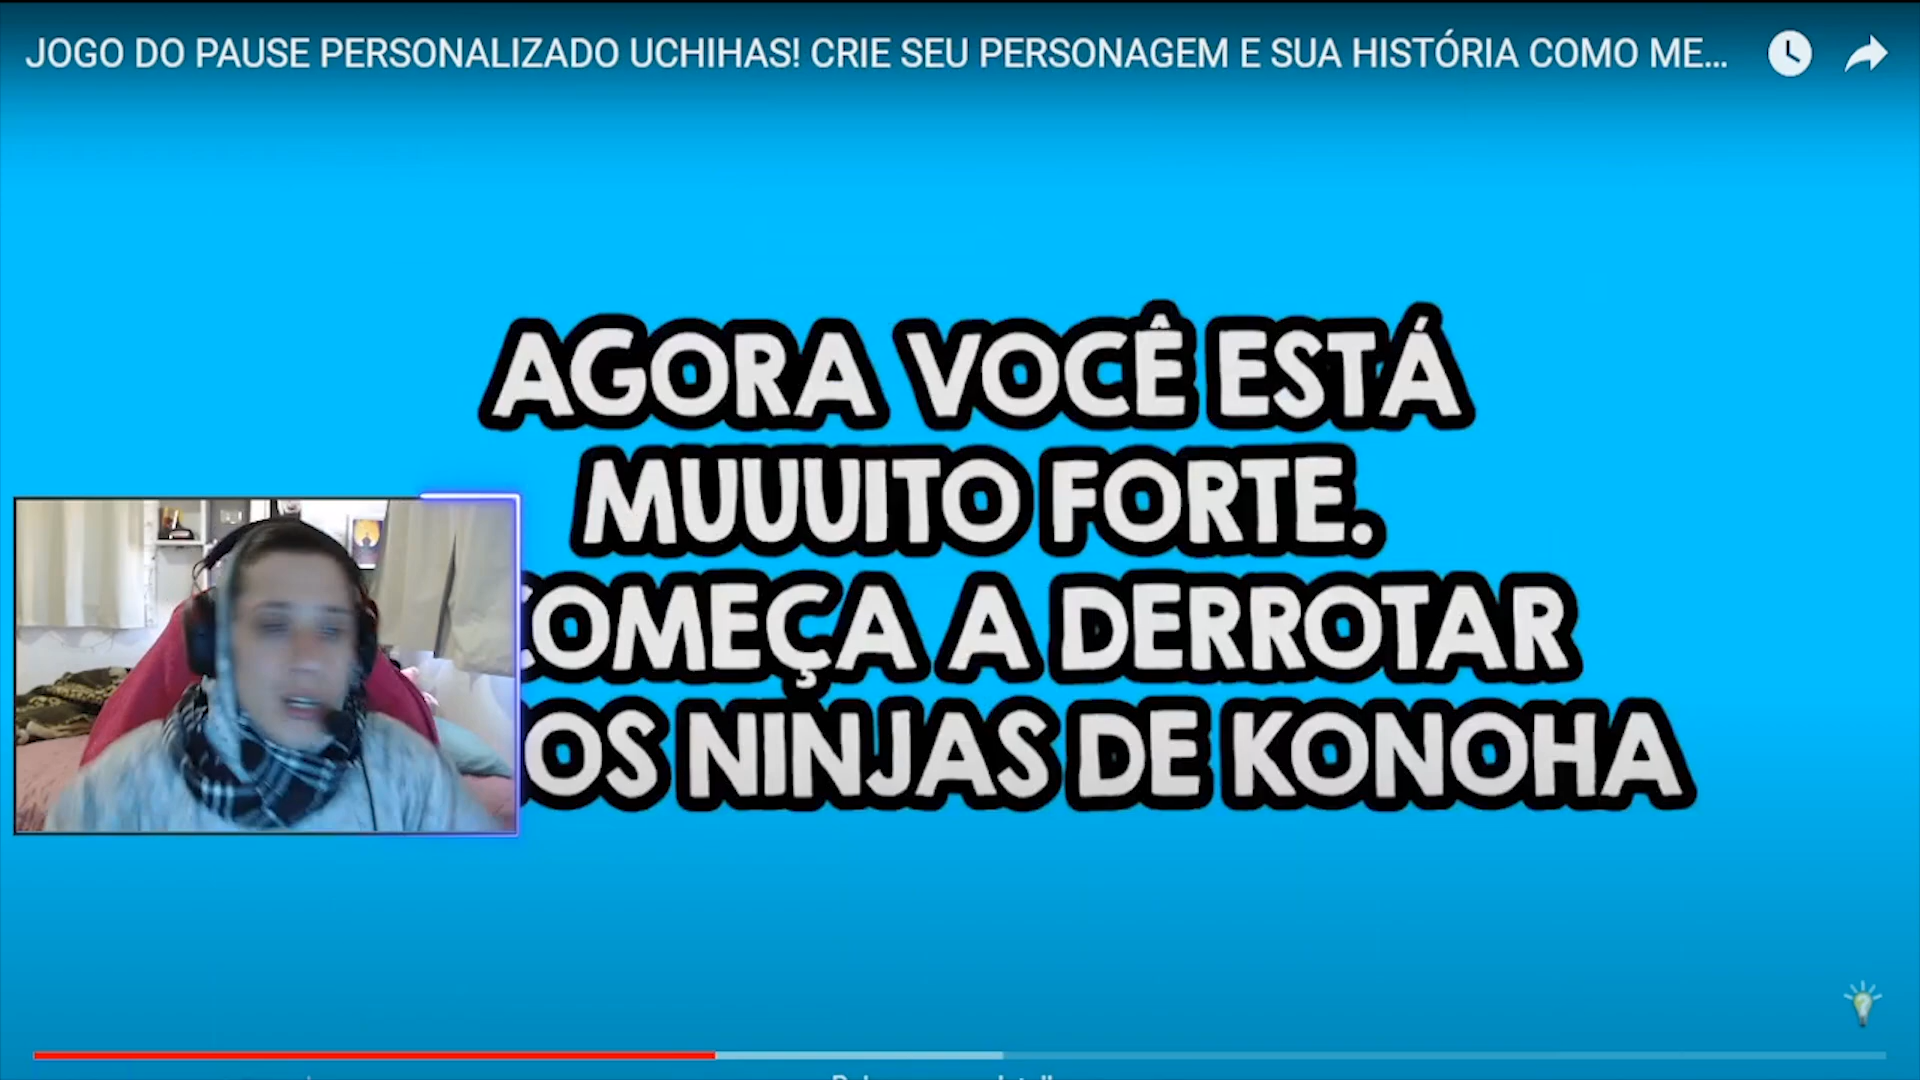 JOGO DO PAUSE PERSONALIZADO UCHIHAS! CRIE SEU PERSONAGEM E SUA HISTÓRIA COMO ME...
AGORA VOCÊ ESTÁ
MUUUITO FORTE.
COMEÇA A DERROTAR
OS NINJAS DE KONOHA